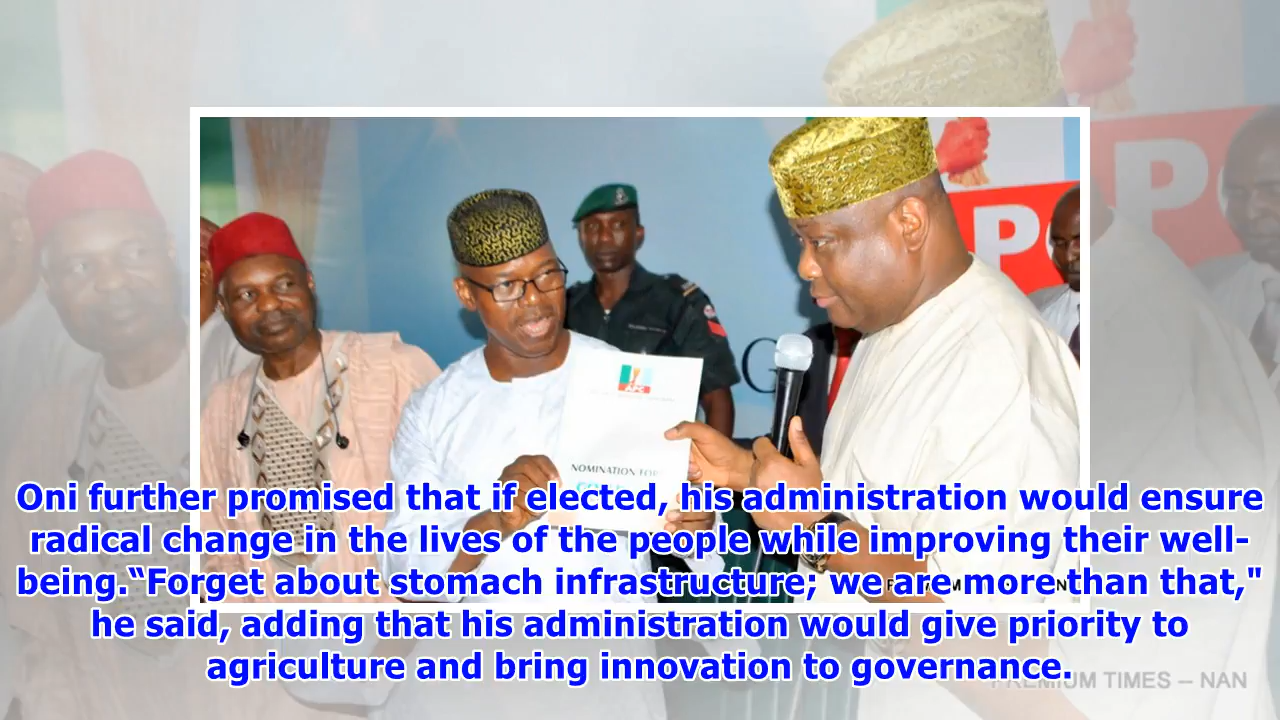 P
P
APC
NOMINATION FOR
Oni further promised that if elected, his administration would ensure
radical change in the lives of the people while improving their well-
being.“Forget about stomach infrastructure; we are more than that,"
he said, adding that his administration would give priority to
agriculture and bring innovation to governance.
PREMIUM TIMES -- NAN